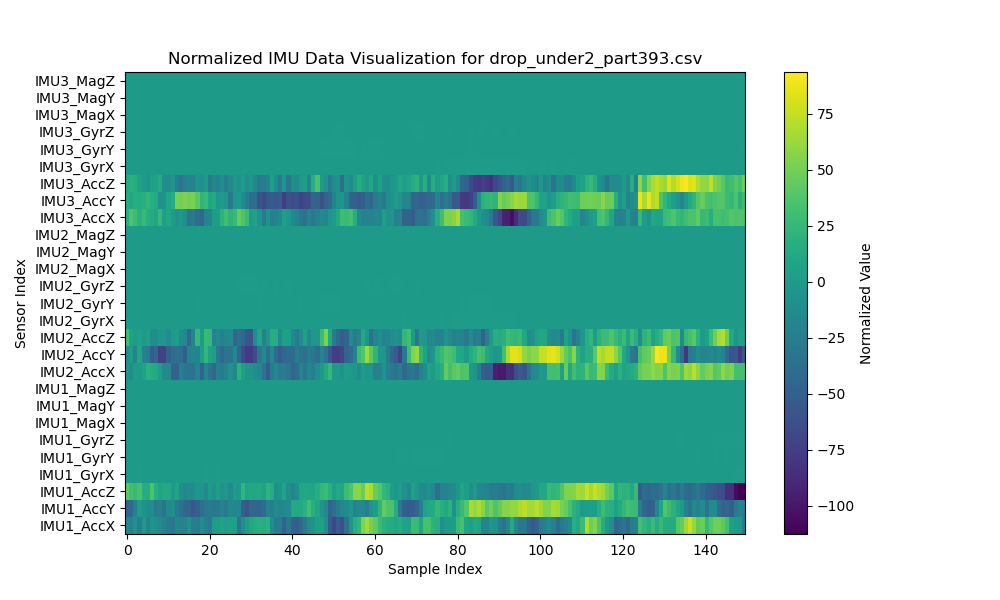 Normalized IMU Data Visualization for drop_under2_part393.csv
IMU3_MagZ
IMU3_MagY
IMU3_MagX
IMU3_GyrZ
IMU3_GyrY
IMU3_GyrX
IMU3_AccZ
IMU3_AccY
IMU3_AccX
IMU2_MagZ
IMU2_MagY
IMU2_MagX
IMU2_GyrZ
IMU2_GyrY
IMU2_GyrX
IMU2_AccZ
IMU2_AccY
IMU2_AccX
IMU1_MagZ
IMU1_MagY
IMU1_MagX
IMU1_GyrZ
IMU1_GyrY
IMU1_GyrX
IMU1_AccZ
IMU1_AccY
IMU1_AccX
Sensor Index
0 20 40 60 80 100 120 140
Sample Index
75
50
25
0
−25
−50
−75
−100
Normalized Value